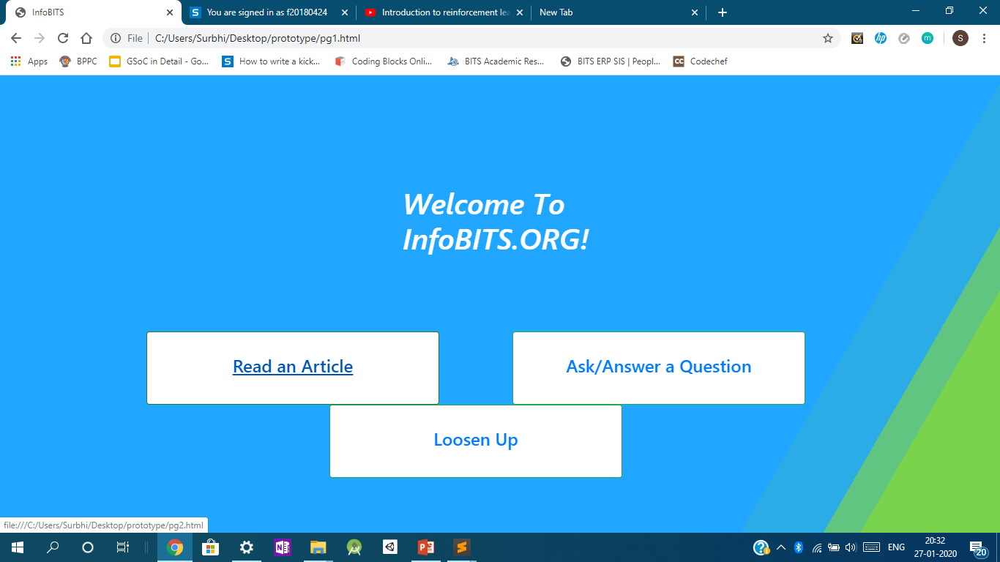 InfoBITS
You are signed in as f20180424
Introduction to reinforcement lea
New Tab
File
C:/Users/Surbhi/Desktop/prototype/pg1.html
hp
m
S
Apps
BPPC
GSoC in Detail - Go...
S
How to write a kick...
Coding Blocks Onli...
BITS Academic Res...
BITS ERP SIS | Peopl...
CC
Codechef
Welcome To
InfoBITS.ORG!
Read an Article
Ask/Answer a Question
Loosen Up
file:///C:/Users/Surbhi/Desktop/prototype/pg2.html
ENG
20:32
27-01-2020
20